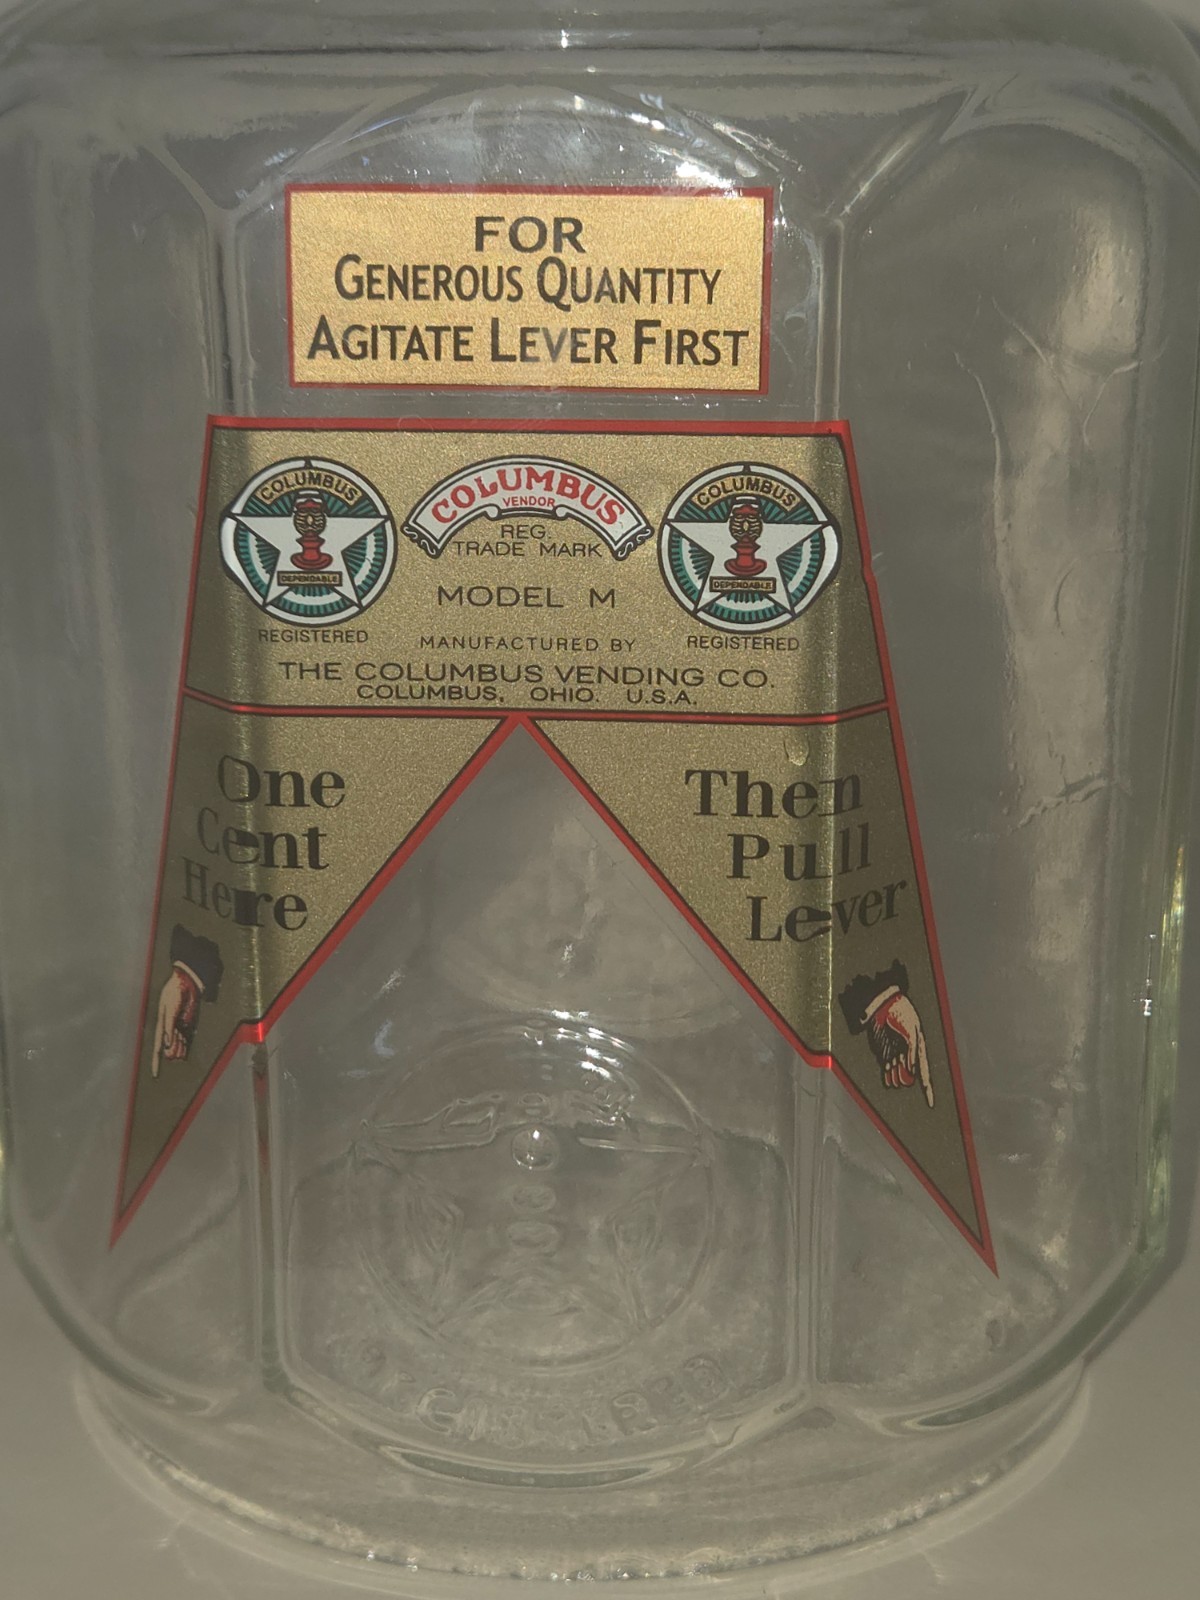 FOR
GENEROUS QUANTITY
AGITATE LEVER FIRST
COLUMBUS
DEPENDABLE
REGISTERED
COLUMBUS
VENDOR
REG.
TRADE MARK
MODEL M
MANUFACTURED BY
THE COLUMBUS VENDING CO.
COLUMBUS, OHIO. U.S.A.
COLUMBUS
DEPENDABLE
REGISTERED
One
Cent
Here
Then
Pull
Lever